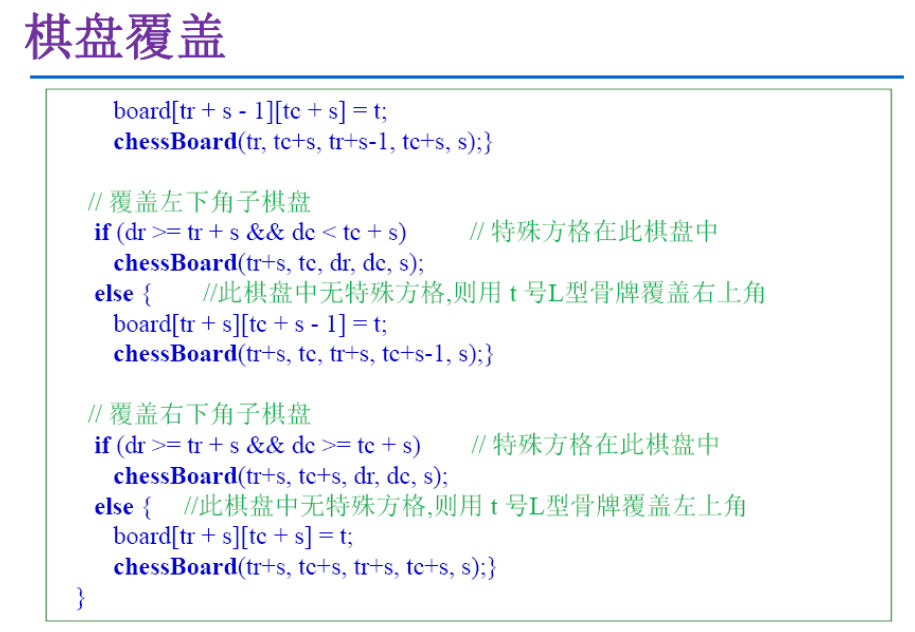 棋盘覆盖
board[tr + s - 1][tc + s] = t;
chessBoard(tr, tc+s, tr+s-1, tc+s, s);}
// 覆盖左下角子棋盘
if (dr >= tr + s && dc < tc + s) // 特殊方格在此棋盘中
chessBoard(tr+s, tc, dr, dc, s);
else { //此棋盘中无特殊方格,则用 t 号L型骨牌覆盖右上角
board[tr + s][tc + s - 1] = t;
chessBoard(tr+s, tc, tr+s, tc+s-1, s);}
// 覆盖右下角子棋盘
if (dr >= tr + s && dc >= tc + s) // 特殊方格在此棋盘中
chessBoard(tr+s, tc+s, dr, dc, s);
else { //此棋盘中无特殊方格,则用 t 号L型骨牌覆盖左上角
board[tr + s][tc + s] = t;
chessBoard(tr+s, tc+s, tr+s, tc+s, s);}
}